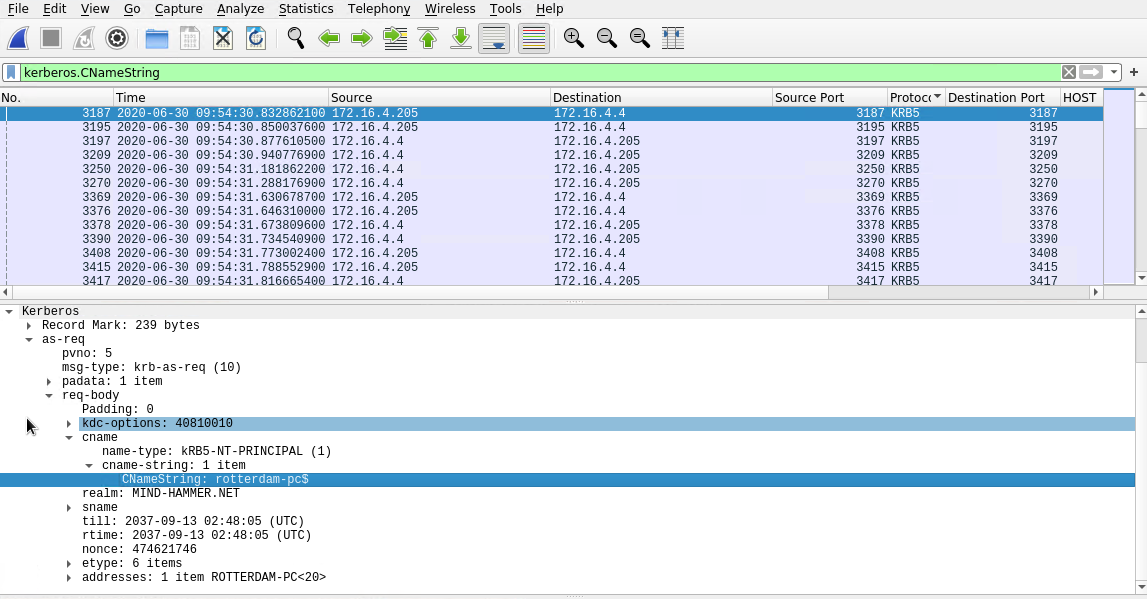 File Edit View Go Capture Analyze Statistics Telephony Wireless Tools Help
kerberos.CNameString
No. Time Source Destination Source Port Protoc Destination Port HOST
3187 2020-06-30 09:54:30.832862100 172.16.4.205 172.16.4.4 3187 KRB5 3187
3195 2020-06-30 09:54:30.850037600 172.16.4.205 172.16.4.4 3195 KRB5 3195
3197 2020-06-30 09:54:30.877610500 172.16.4.4 172.16.4.205 3197 KRB5 3197
3209 2020-06-30 09:54:30.940776900 172.16.4.4 172.16.4.205 3209 KRB5 3209
3250 2020-06-30 09:54:31.181862200 172.16.4.4 172.16.4.205 3250 KRB5 3250
3270 2020-06-30 09:54:31.288176900 172.16.4.4 172.16.4.205 3270 KRB5 3270
3369 2020-06-30 09:54:31.630678700 172.16.4.205 172.16.4.4 3369 KRB5 3369
3376 2020-06-30 09:54:31.646310000 172.16.4.205 172.16.4.4 3376 KRB5 3376
3378 2020-06-30 09:54:31.673809600 172.16.4.4 172.16.4.205 3378 KRB5 3378
3390 2020-06-30 09:54:31.734540900 172.16.4.4 172.16.4.205 3390 KRB5 3390
3408 2020-06-30 09:54:31.773002400 172.16.4.205 172.16.4.4 3408 KRB5 3408
3415 2020-06-30 09:54:31.788552900 172.16.4.205 172.16.4.4 3415 KRB5 3415
3417 2020-06-30 09:54:31.816665400 172.16.4.4 172.16.4.205 3417 KRB5 3417
Kerberos
Record Mark: 239 bytes
as-req
pvno: 5
msg-type: krb-as-req (10)
padata: 1 item
req-body
Padding: 0
kdc-options: 40810010
cname
name-type: kRB5-NT-PRINCIPAL (1)
cname-string: 1 item
CNameString: rotterdam-pc$
realm: MIND-HAMMER.NET
sname
till: 2037-09-13 02:48:05 (UTC)
rtime: 2037-09-13 02:48:05 (UTC)
nonce: 474621746
etype: 6 items
addresses: 1 item ROTTERDAM-PC<20>